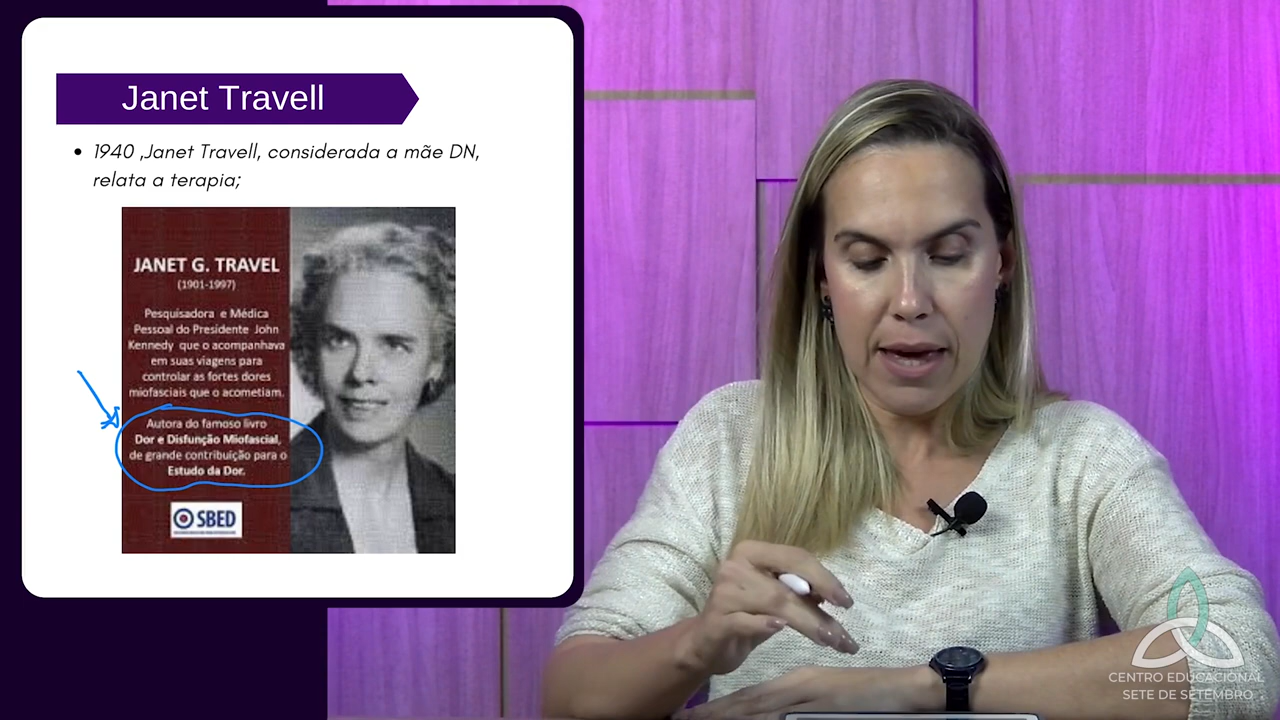 Janet Travell
• 1940 ,Janet Travell, considerada a mãe DN,
relata a terapia;
JANET G. TRAVEL
(1901-1997)
Pesquisadora e Médica
Pessoal do Presidente John
Kennedy que o acompanhava
em suas viagens para
controlar as fortes dores
miofasciais que o acometiam.
Autora do famoso livro
Dor e Disfunção Miofascial,
de grande contribuição para o
Estudo da Dor.
SBED
CENTRO EDUCACIONAL
SETE DE SETEMBRO